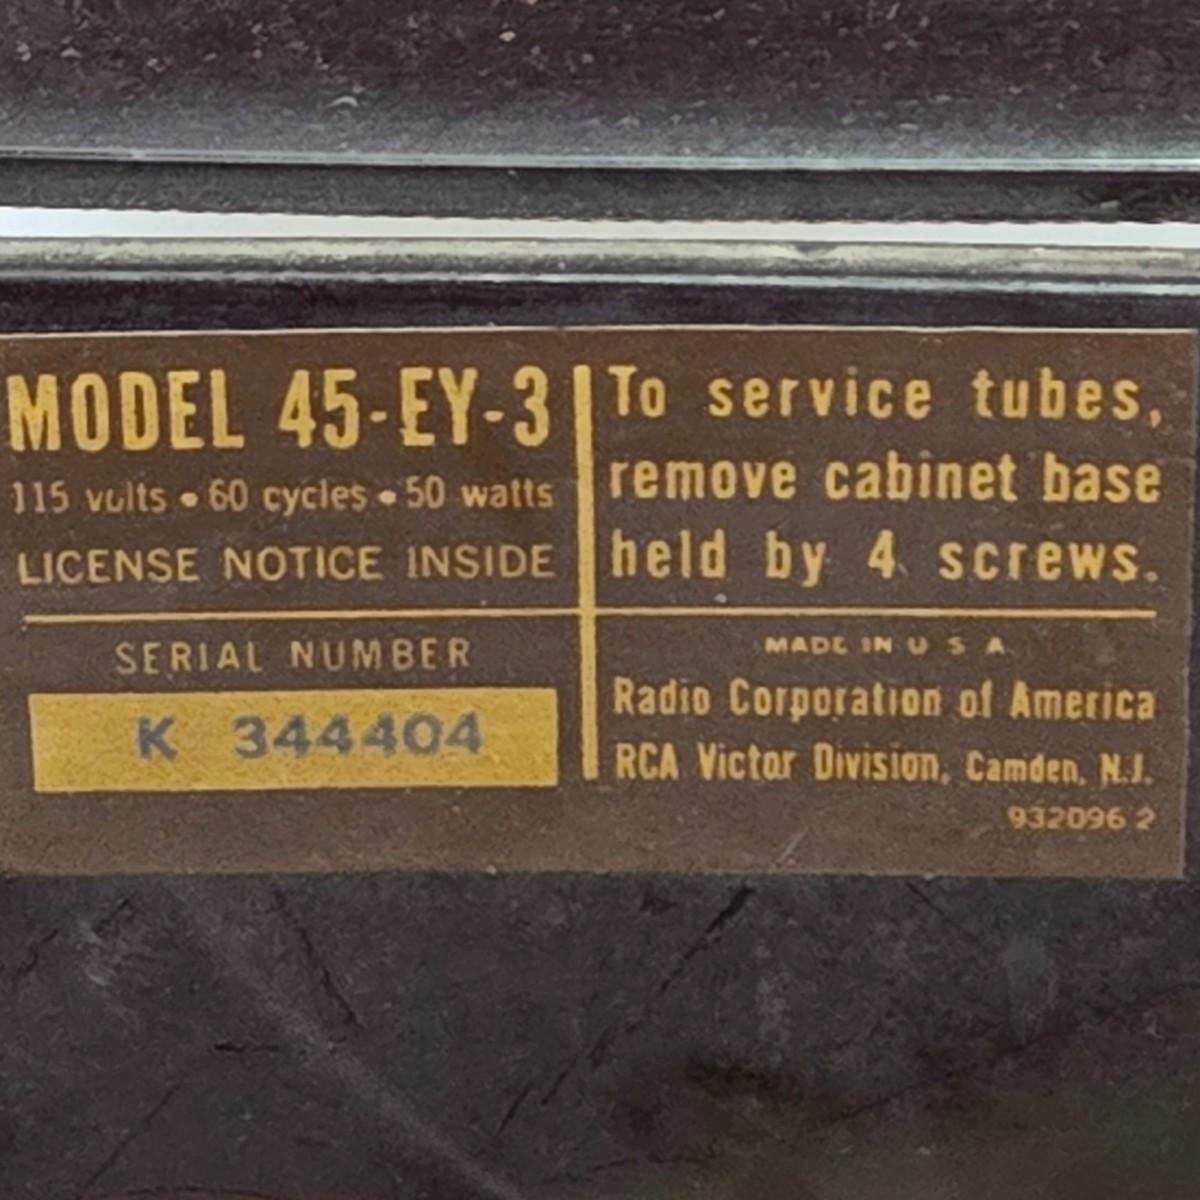 MODEL 45-EY-3
115 volts • 60 cycles • 50 watts
LICENSE NOTICE INSIDE
SERIAL NUMBER
K 344404
To service tubes,
remove cabinet base
held by 4 screws.
MADE IN U S A
Radio Corporation of America
RCA Victor Division, Camden, N.J.
932096 2